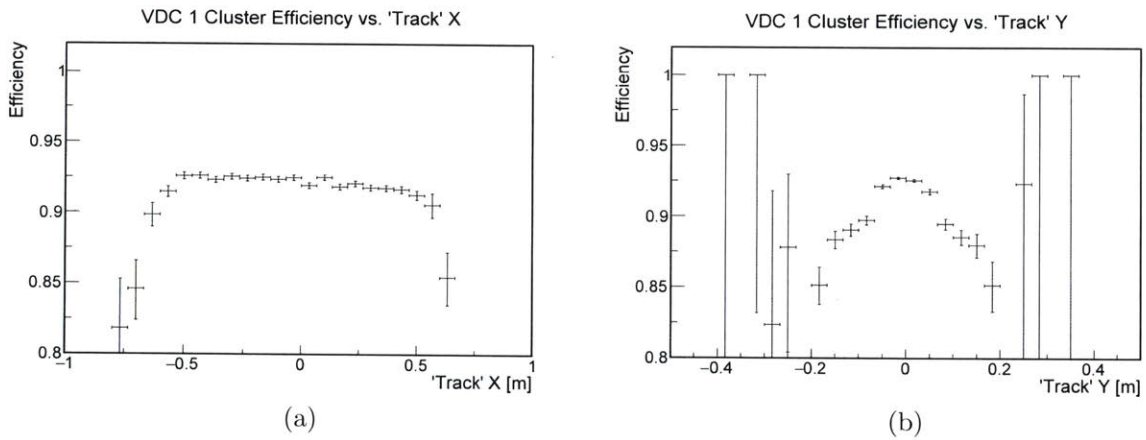 VDC 1 Cluster Efficiency vs. 'Track' X
Efficiency
1
0.95
0.9
0.85
0.8
−1
−0.5
0
0.5
1
'Track' X [m]
(a)
VDC 1 Cluster Efficiency vs. 'Track' Y
Efficiency
1
0.95
0.9
0.85
0.8
−0.4
−0.2
0
0.2
0.4
'Track' Y [m]
(b)